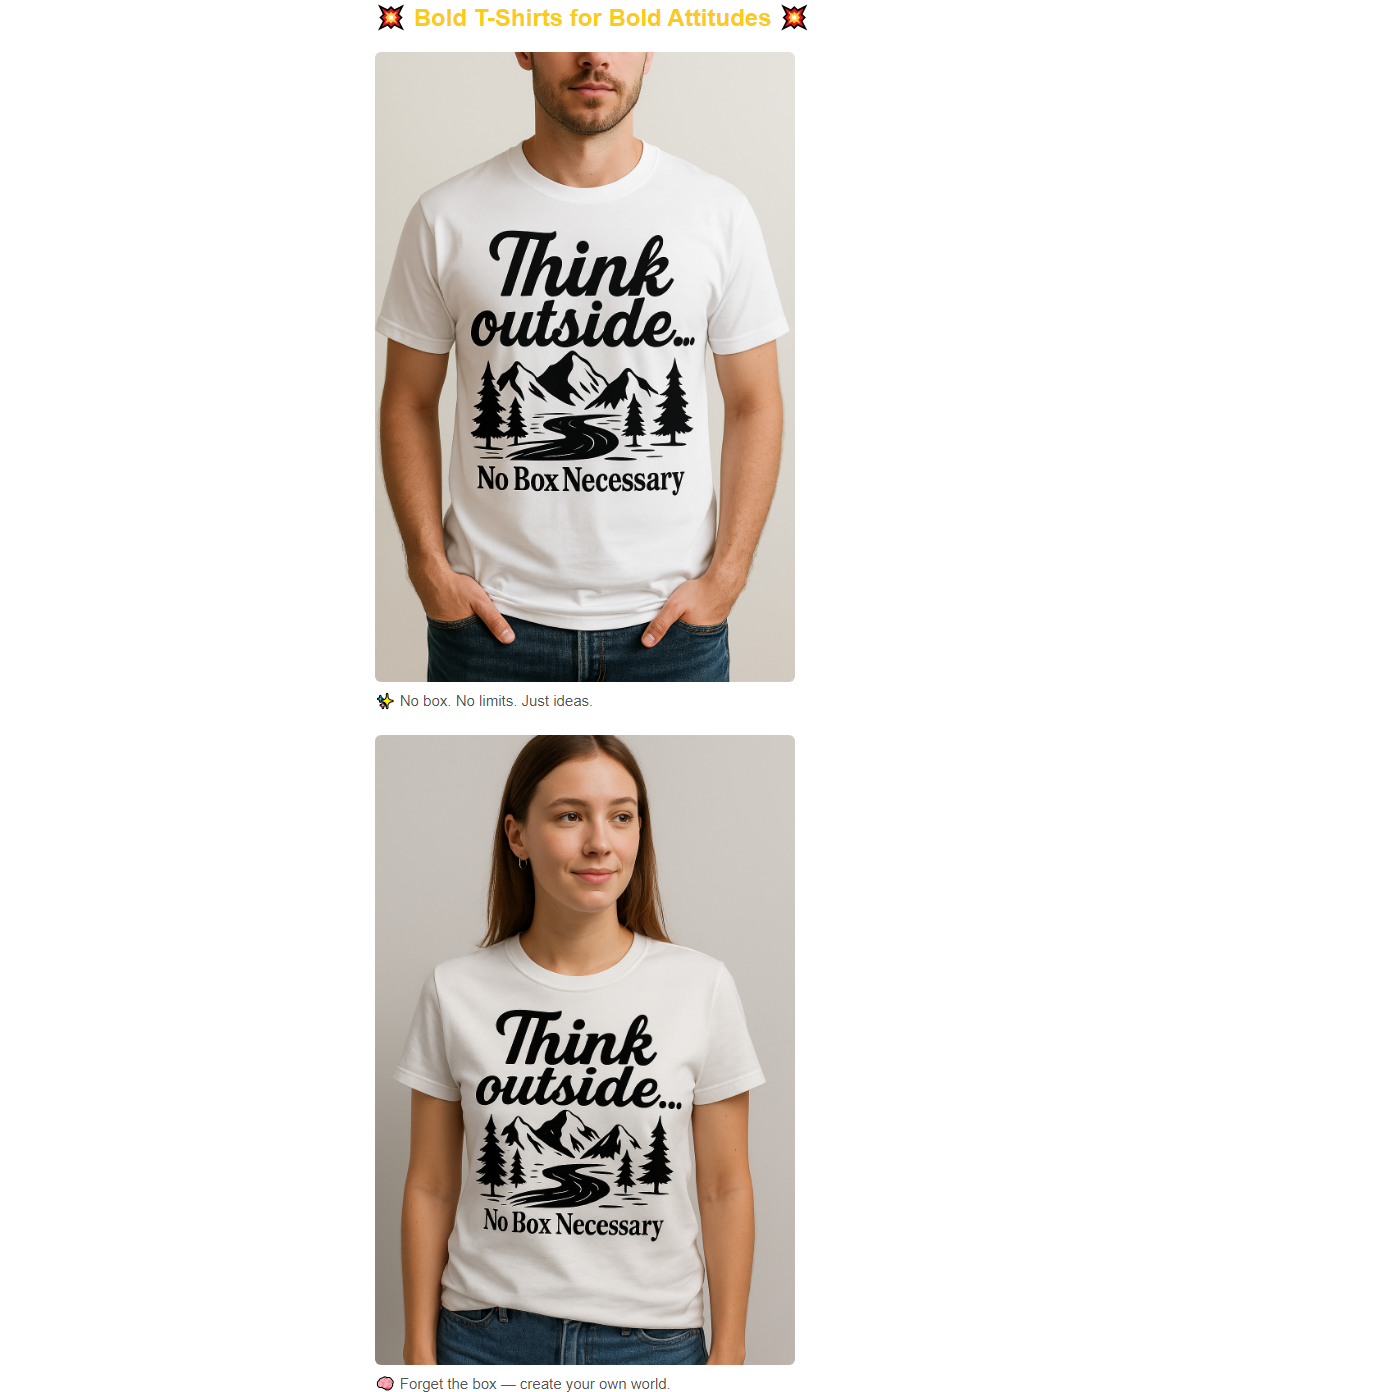 💥 Bold T-Shirts for Bold Attitudes 💥
Think
outside...
No Box Necessary
✨ No box. No limits. Just ideas.
Think
outside...
No Box Necessary
🧠 Forget the box — create your own world.